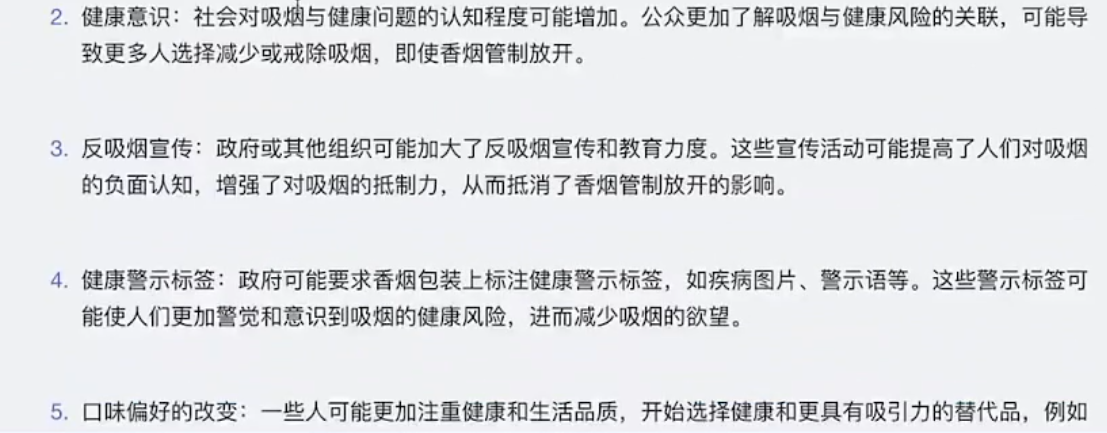 2. 健康意识：社会对吸烟与健康问题的认知程度可能增加。公众更加了解吸烟与健康风险的关联，可能导
致更多人选择减少或戒除吸烟，即使香烟管制放开。
3. 反吸烟宣传：政府或其他组织可能加大了反吸烟宣传和教育力度。这些宣传活动可能提高了人们对吸烟
的负面认知，增强了对吸烟的抵制力，从而抵消了香烟管制放开的影响。
4. 健康警示标签：政府可能要求香烟包装上标注健康警示标签，如疾病图片、警示语等。这些警示标签可
能使人们更加警觉和意识到吸烟的健康风险，进而减少吸烟的欲望。
5. 口味偏好的改变：一些人可能更加注重健康和生活品质，开始选择健康和更具有吸引力的替代品，例如